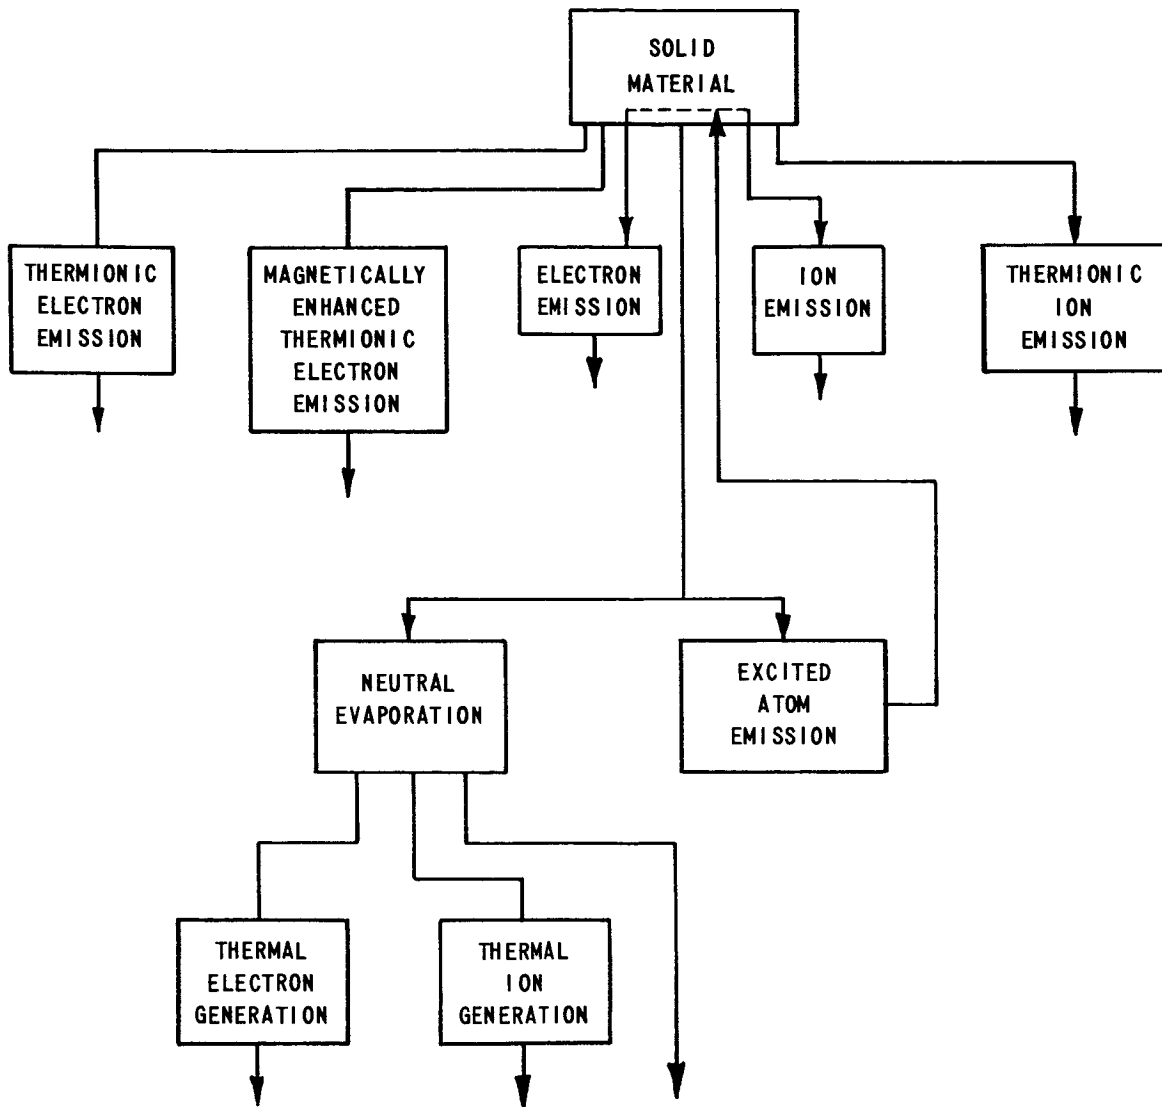 SOLID
MATERIAL
THERMIONIC
ELECTRON
EMISSION
MAGNETICALLY
ENHANCED
THERMIONIC
ELECTRON
EMISSION
ELECTRON
EMISSION
ION
EMISSION
THERMIONIC
ION
EMISSION
NEUTRAL
EVAPORATION
EXCITED
ATOM
EMISSION
THERMAL
ELECTRON
GENERATION
THERMAL
ION
GENERATION